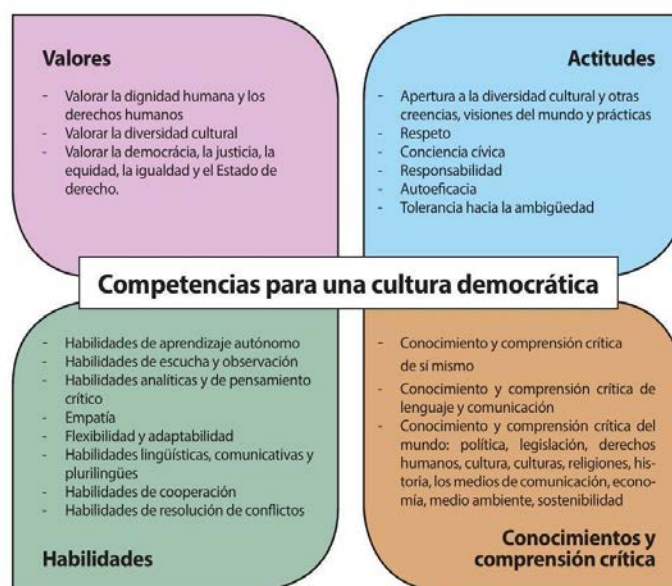 Valores
- Valorar la dignidad humana y los
derechos humanos
- Valorar la diversidad cultural
- Valorar la democrácia, la justicia, la
equidad, la igualdad y el Estado de
derecho.
Actitudes
- Apertura a la diversidad cultural y otras
creencias, visiones del mundo y prácticas
- Respeto
- Conciencia cívica
- Responsabilidad
- Autoeficacia
- Tolerancia hacia la ambigüedad
Competencias para una cultura democrática
- Habilidades de aprendizaje autónomo
- Habilidades de escucha y observación
- Habilidades analíticas y de pensamiento
crítico
- Empatía
- Flexibilidad y adaptabilidad
- Habilidades lingüísticas, comunicativas y
plurilingües
- Habilidades de cooperación
- Habilidades de resolución de conflictos
Habilidades
- Conocimiento y comprensión crítica
de sí mismo
- Conocimiento y comprensión crítica de
lenguaje y comunicación
- Conocimiento y comprensión crítica del
mundo: política, legislación, derechos
humanos, cultura, culturas, religiones, his-
toria, los medios de comunicación, econo-
mía, medio ambiente, sostenibilidad
Conocimientos y
comprensión crítica